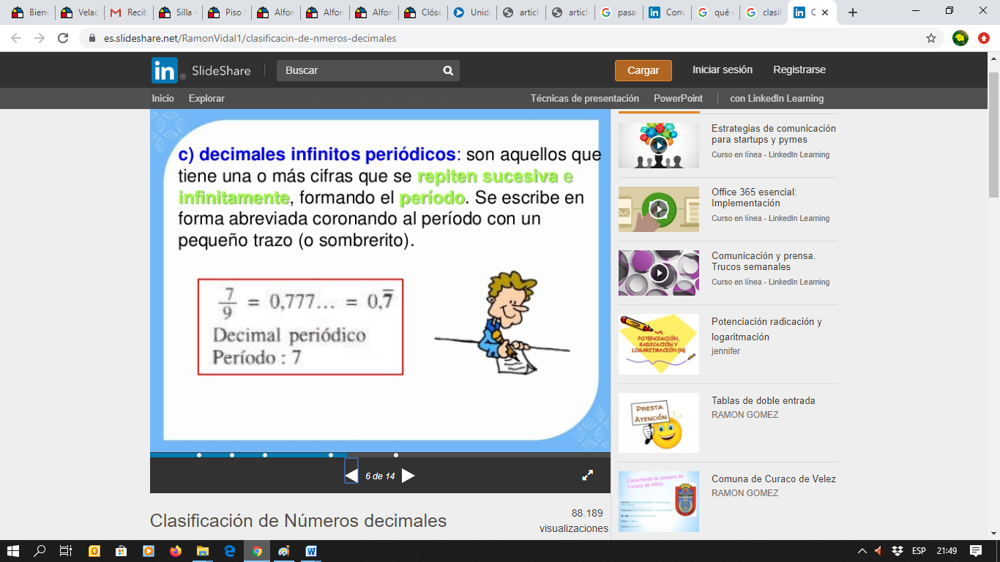 Bienv
Velac
Recib
Silla
Piso
Alfon
Alfon
Alfon
Clóse
Unida
articl
articl
pasa
Conv
qué
clasif
C
es.slideshare.net/RamonVidal1/clasificacin-de-nmeros-decimales
in SlideShare
Buscar
Cargar
Iniciar sesión
Registrarse
Inicio
Explorar
Técnicas de presentación
PowerPoint
con LinkedIn Learning
c) decimales infinitos periódicos: son aquellos que
tiene una o más cifras que se repiten sucesiva e
infinitamente, formando el período. Se escribe en
forma abreviada coronando al período con un
pequeño trazo (o sombrerito).
7/9 = 0,777... = 0,7̅
Decimal periódico
Período : 7
6 de 14
Clasificación de Números decimales
88.189
visualizaciones
Estrategias de comunicación
para startups y pymes
Curso en línea - LinkedIn Learning
Office 365 esencial:
Implementación
Curso en línea - LinkedIn Learning
Comunicación y prensa.
Trucos semanales
Curso en línea - LinkedIn Learning
POTENCIACIÓN,
RADICACIÓN Y
LOGARITMACIÓN (N)
Potenciación radicación y
logaritmación
jennifer
PRESTA
ATENCIÓN
Tablas de doble entrada
RAMON GOMEZ
Conociendo la comuna de
Curaco de Vélez
Comuna de Curaco de Velez
RAMON GOMEZ
ESP
21:49